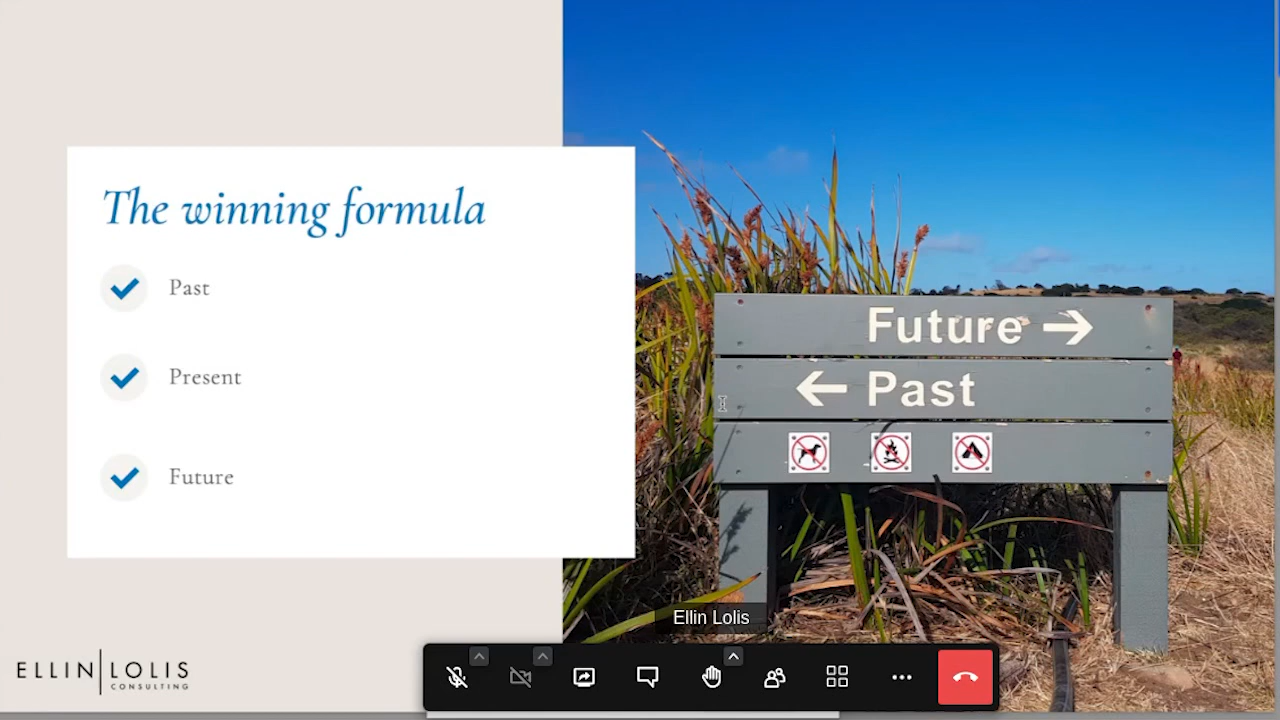 The winning formula
Past
Present
Future
Future →
← Past
Ellin Lolis
ELLIN|LOLIS
CONSULTING